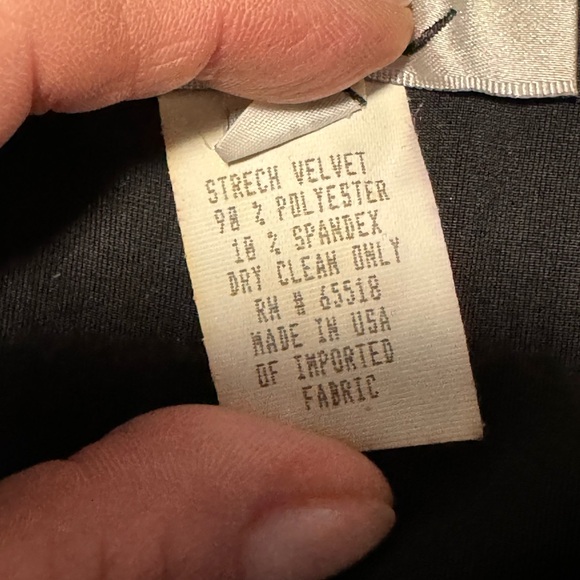 STRECH VELVET
90 % POLYESTER
10 % SPANDEX
DRY CLEAN ONLY
RN # 65518
MADE IN USA
OF IMPORTED
FABRIC